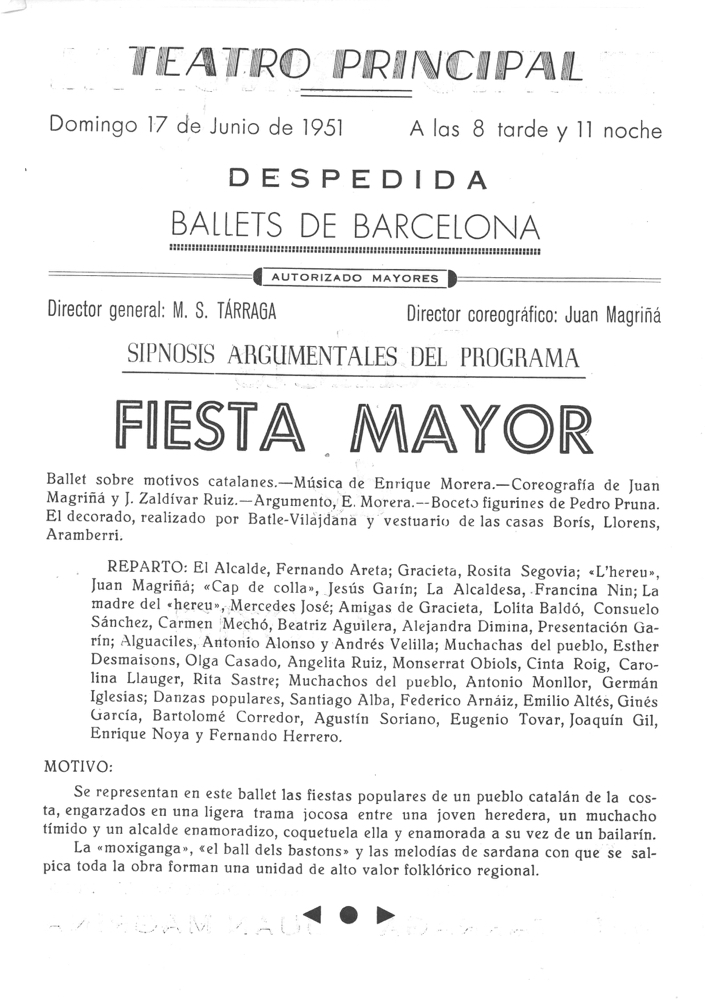 TEATRO PRINCIPAL
Domingo 17 de Junio de 1951 A las 8 tarde y 11 noche
DESPEDIDA
BALLETS DE BARCELONA
AUTORIZADO MAYORES
Director general: M. S. TÁRRAGA Director coreográfico: Juan Magriñá
SIPNOSIS ARGUMENTALES DEL PROGRAMA
FIESTA MAYOR
Ballet sobre motivos catalanes.—Música de Enrique Morera.—Coreografía de Juan
Magriñá y J. Zaldívar Ruiz.—Argumento, E. Morera.--Boceto figurines de Pedro Pruna.
El decorado, realizado por Batle-Vilajdana y vestuario de las casas Borís, Llorens,
Aramberri.
REPARTO: El Alcalde, Fernando Areta; Gracieta, Rosita Segovia; «L'hereu»,
Juan Magriñá; «Cap de colla», Jesús Garín; La Alcaldesa, Francina Nin; La
madre del «hereu», Mercedes José; Amigas de Gracieta, Lolita Baldó, Consuelo
Sánchez, Carmen Mechó, Beatriz Aguilera, Alejandra Dimina, Presentación Ga-
rín; Alguaciles, Antonio Alonso y Andrés Velilla; Muchachas del pueblo, Esther
Desmaisons, Olga Casado, Angelita Ruiz, Monserrat Obiols, Cinta Roig, Caro-
lina Llauger, Rita Sastre; Muchachos del pueblo, Antonio Monllor, Germán
Iglesias; Danzas populares, Santiago Alba, Federico Arnáiz, Emilio Altés, Ginés
García, Bartolomé Corredor, Agustín Soriano, Eugenio Tovar, Joaquín Gil,
Enrique Noya y Fernando Herrero.
MOTIVO:
Se representan en este ballet las fiestas populares de un pueblo catalán de la cos-
ta, engarzados en una ligera trama jocosa entre una joven heredera, un muchacho
tímido y un alcalde enamoradizo, coquetuela ella y enamorada a su vez de un bailarín.
La «moxiganga», «el ball dels bastons» y las melodías de sardana con que se sal-
pica toda la obra forman una unidad de alto valor folklórico regional.